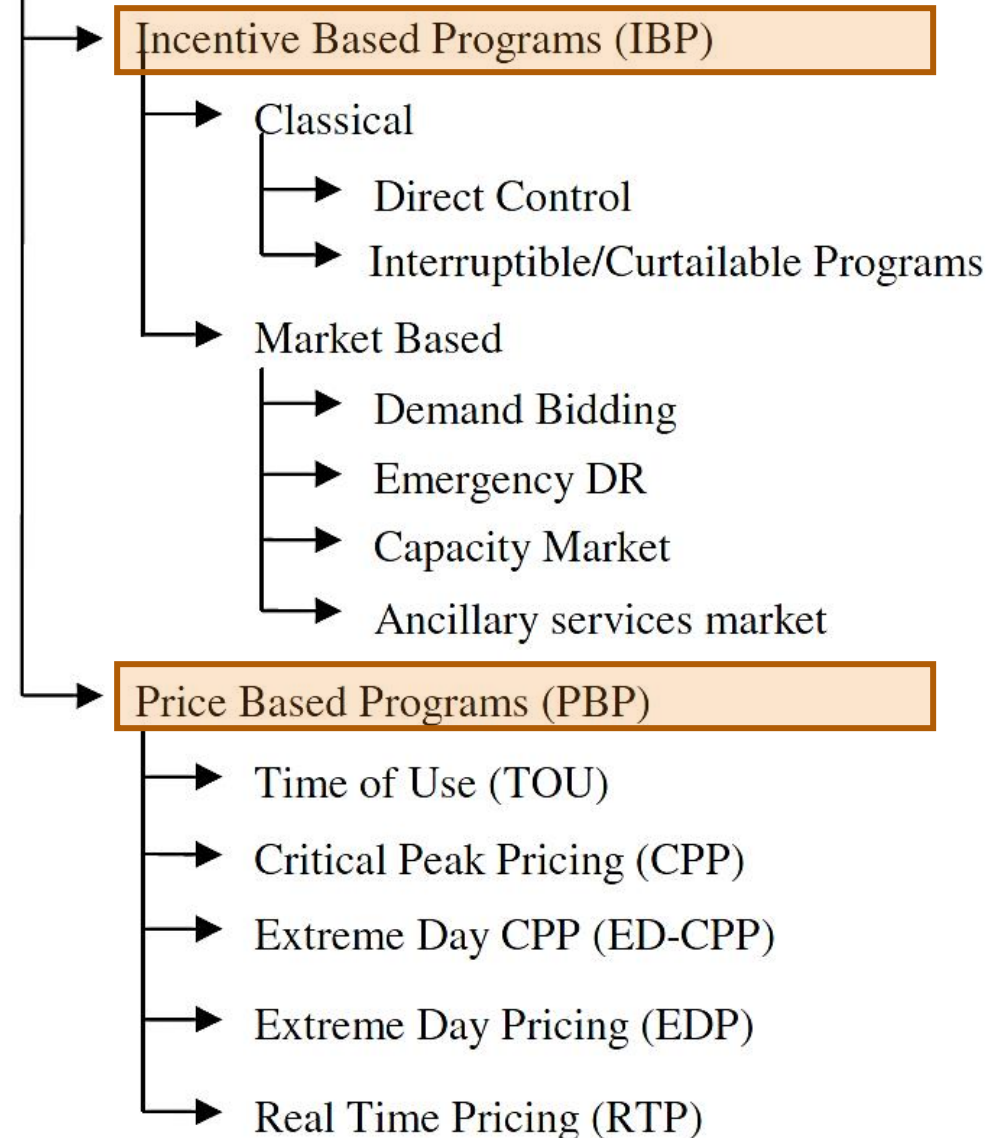 Incentive Based Programs (IBP)
Classical
Direct Control
Interruptible/Curtailable Programs
Market Based
Demand Bidding
Emergency DR
Capacity Market
Ancillary services market
Price Based Programs (PBP)
Time of Use (TOU)
Critical Peak Pricing (CPP)
Extreme Day CPP (ED-CPP)
Extreme Day Pricing (EDP)
Real Time Pricing (RTP)